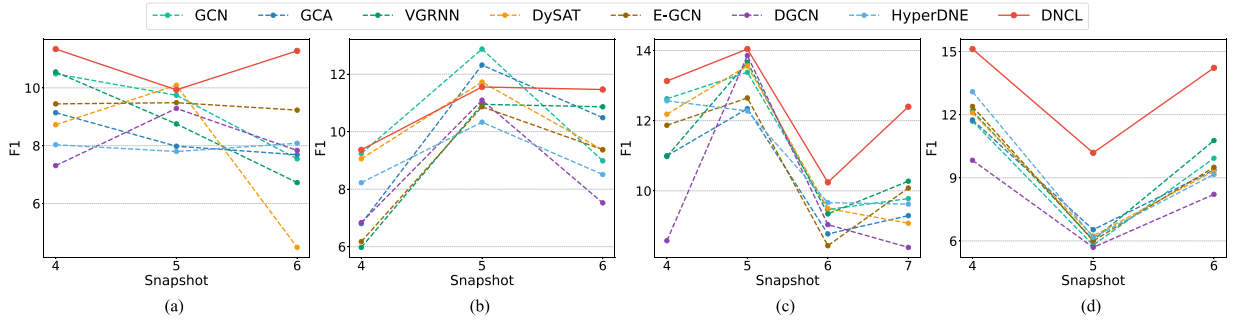 GCN GCA VGRNN DySAT E-GCN DGCN HyperDNE DNCL
10
8
6
F1
4 5 6
Snapshot
(a)
12
10
8
6
F1
4 5 6
Snapshot
(b)
14
12
10
F1
4 5 6 7
Snapshot
(c)
15
12
9
6
F1
4 5 6
Snapshot
(d)